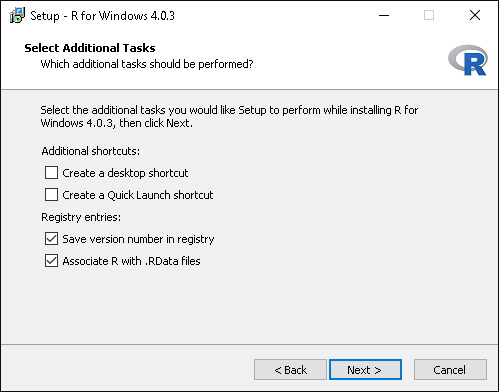 Setup - R for Windows 4.0.3
Select Additional Tasks
Which additional tasks should be performed?
R
Select the additional tasks you would like Setup to perform while installing R for
Windows 4.0.3, then click Next.
Additional shortcuts:
Create a desktop shortcut
Create a Quick Launch shortcut
Registry entries:
Save version number in registry
Associate R with .RData files
< Back
Next >
Cancel